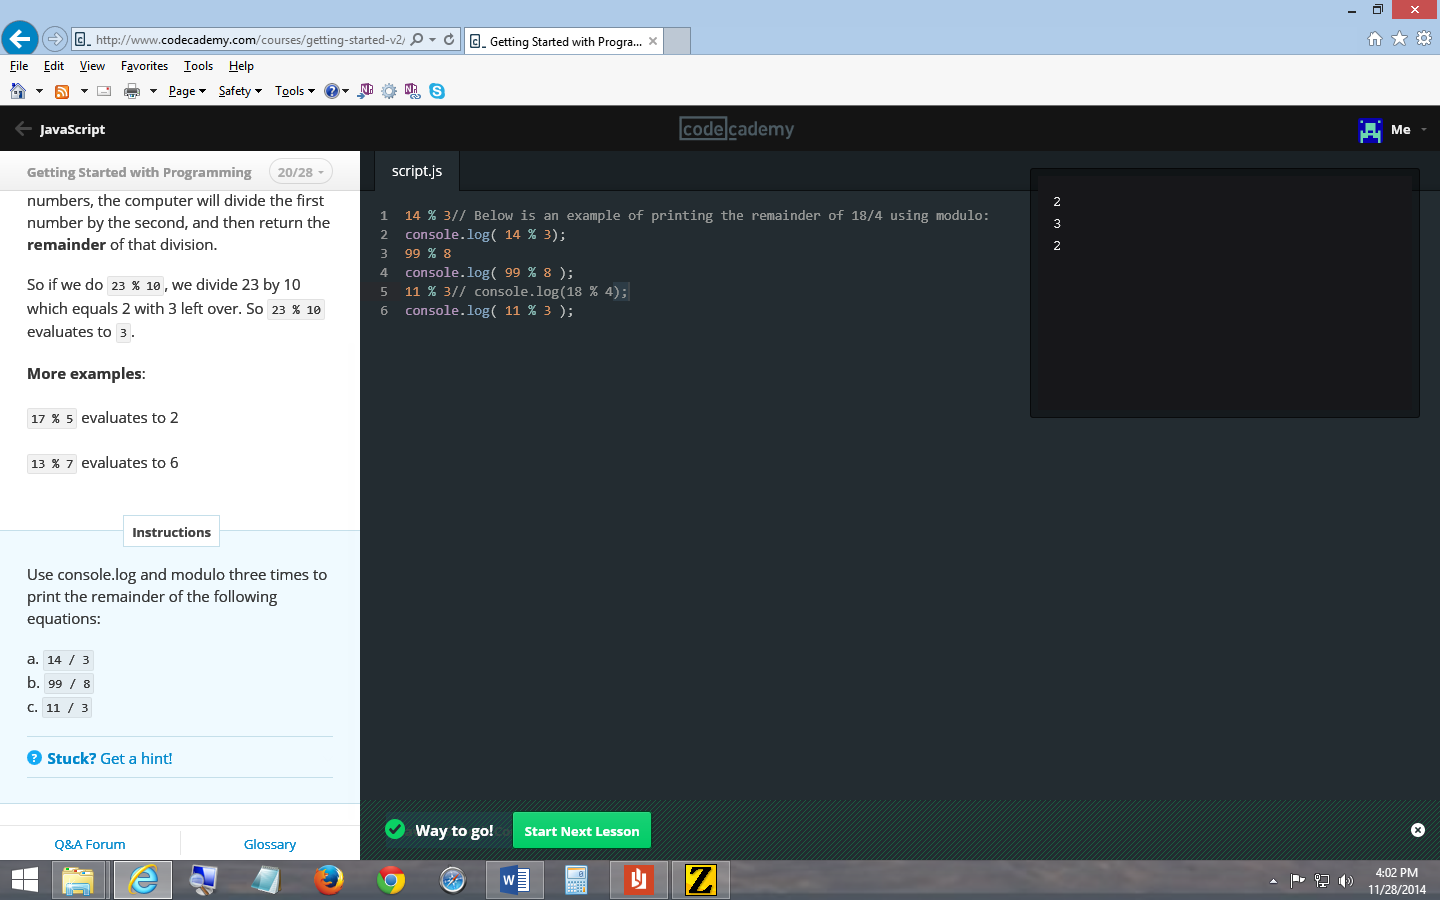 http://www.codecademy.com/courses/getting-started-v2/
Getting Started with Progra...
File Edit View Favorites Tools Help
Page Safety Tools
JavaScript
codecademy
Me
Getting Started with Programming 20/28
numbers, the computer will divide the first
number by the second, and then return the
remainder of that division.
So if we do 23 % 10, we divide 23 by 10
which equals 2 with 3 left over. So 23 % 10
evaluates to 3.
More examples:
17 % 5 evaluates to 2
13 % 7 evaluates to 6
Instructions
Use console.log and modulo three times to
print the remainder of the following
equations:
a. 14 / 3
b. 99 / 8
c. 11 / 3
? Stuck? Get a hint!
Q&A Forum Glossary
script.js
1 14 % 3// Below is an example of printing the remainder of 18/4 using modulo:
2 console.log( 14 % 3);
3 99 % 8
4 console.log( 99 % 8 );
5 11 % 3// console.log(18 % 4);
6 console.log( 11 % 3 );
2
3
2
Way to go! Start Next Lesson
4:02 PM
11/28/2014